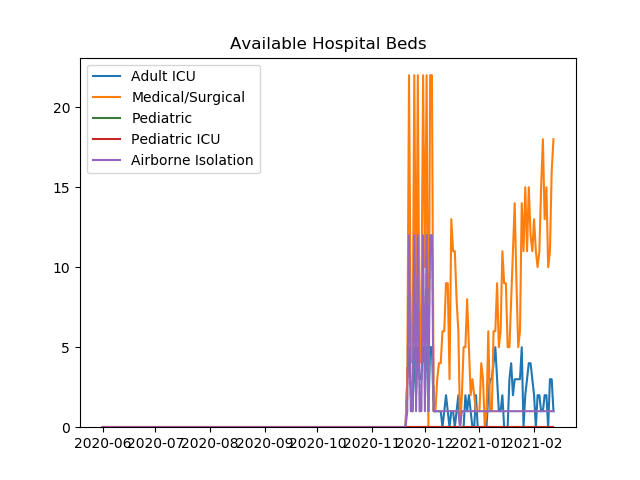 Available Hospital Beds
Adult ICU
Medical/Surgical
Pediatric
Pediatric ICU
Airborne Isolation
20
15
10
5
0
2020-06 2020-07 2020-08 2020-09 2020-10 2020-11 2020-12 2021-01 2021-02